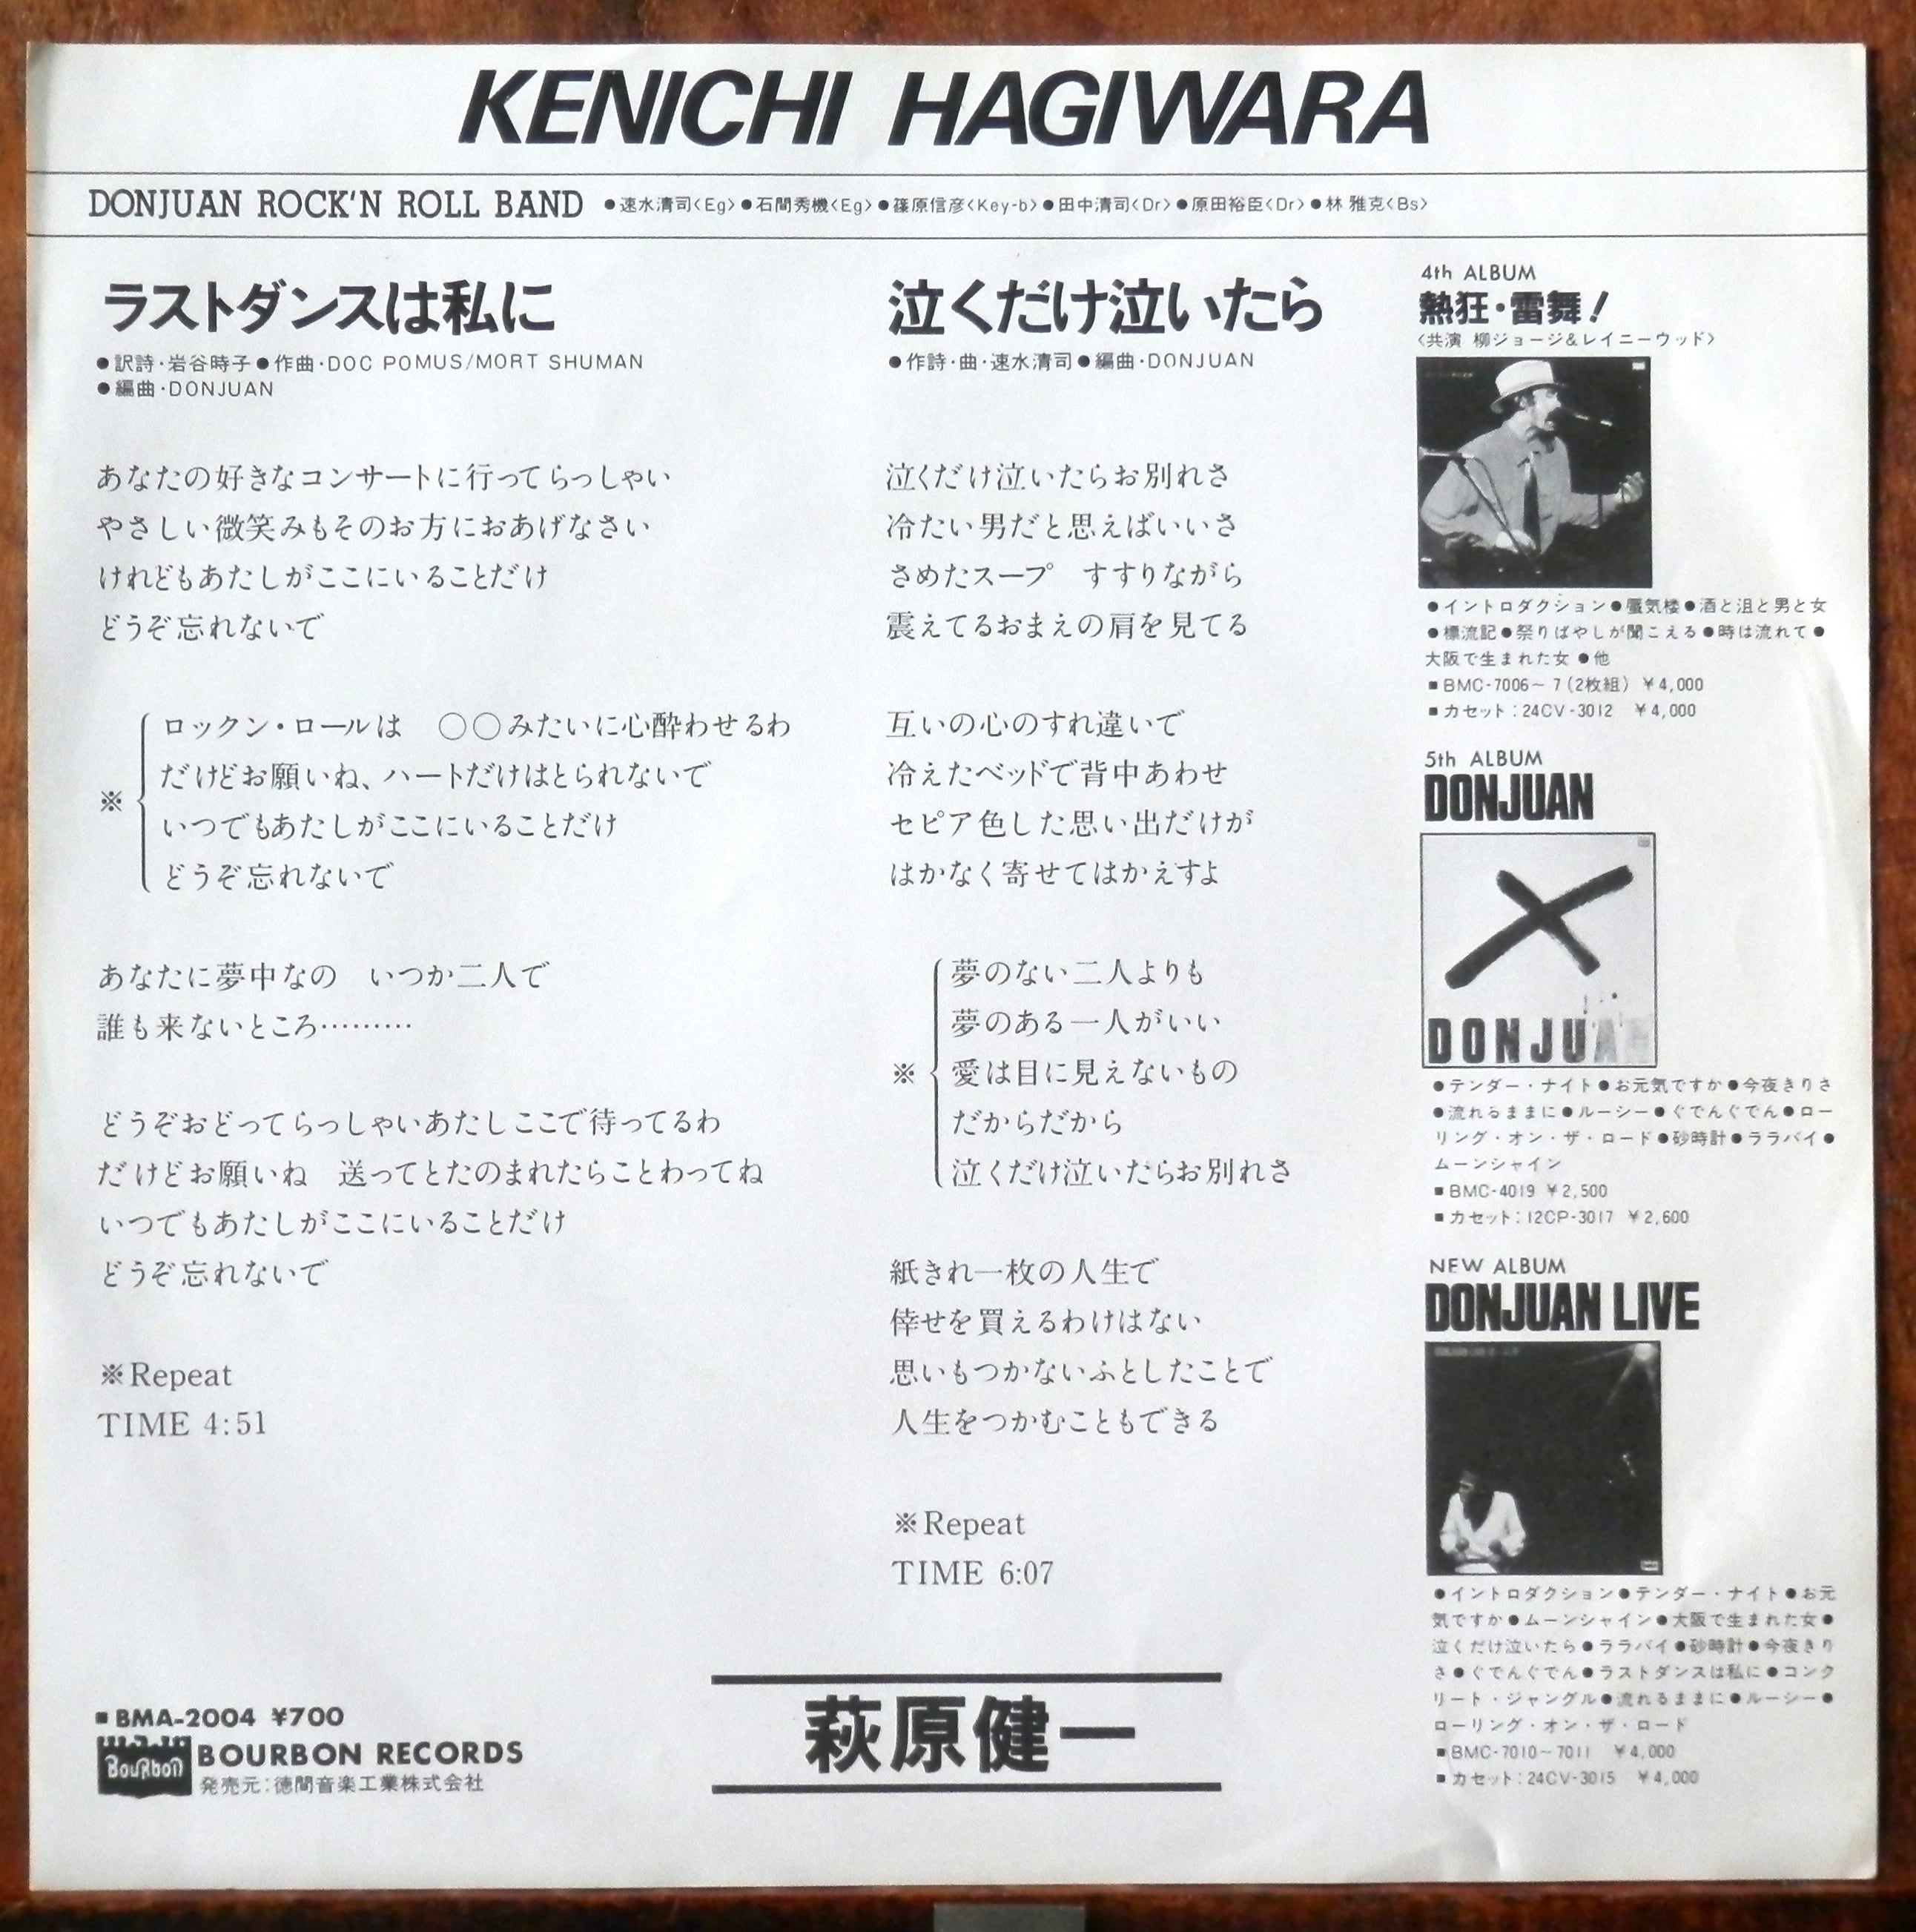 KENICHI HAGIWARA
DONJUAN ROCK'N ROLL BAND ●速水清司〈Eg〉●石間秀機〈Eg〉●篠原信彦〈Key-b〉●田中清司〈Dr〉●原田裕臣〈Dr〉●林 雅克〈Bs〉
ラストダンスは私に
●訳詩・岩谷時子●作曲・DOC POMUS/MORT SHUMAN
●編曲・DONJUAN
あなたの好きなコンサートに行ってらっしゃい
やさしい微笑みもそのお方におあげなさい
けれどもあたしがここにいることだけ
どうぞ忘れないで
ロックン・ロールは　○○みたいに心酔わせるわ
だけどお願いね、ハートだけはとられないで
※
いつでもあたしがここにいることだけ
どうぞ忘れないで
あなたに夢中なの　いつか二人で
誰も来ないところ………
どうぞおどってらっしゃいあたしここで待ってるわ
だけどお願いね　送ってとたのまれたらことわってね
いつでもあたしがここにいることだけ
どうぞ忘れないで
※Repeat
TIME 4:51
泣くだけ泣いたら
●作詩・曲・速水清司●編曲・DONJUAN
泣くだけ泣いたらお別れさ
冷たい男だと思えばいいさ
さめたスープ　すすりながら
震えてるおまえの肩を見てる
互いの心のすれ違いで
冷えたベッドで背中あわせ
セピア色した思い出だけが
はかなく寄せてはかえすよ
夢のない二人よりも
夢のある一人がいい
※ 愛は目に見えないもの
だからだから
泣くだけ泣いたらお別れさ
紙きれ一枚の人生で
倖せを買えるわけはない
思いもつかないふとしたことで
人生をつかむこともできる
※Repeat
TIME 6:07
4th ALBUM
熱狂・雷舞!
〈共演 柳ジョージ&レイニーウッド〉
●イントロダクション●蜃気楼●酒と泪と男と女
●漂流記●祭りばやしが聞こえる●時は流れて●
大阪で生まれた女 ●他
■BMC-7006~7(2枚組) ¥4,000
■カセット:24CV-3012 ¥4,000
5th ALBUM
DONJUAN
DONJUAN
●テンダー・ナイト●お元気ですか●今夜きりさ
●流れるままに●ルーシー●ぐでんぐでん●ロー
リング・オン・ザ・ロード●砂時計●ララバイ●
ムーンシャイン
■BMC-4019 ¥2,500
■カセット:12CP-3017 ¥2,600
NEW ALBUM
DONJUAN LIVE
●イントロダクション●テンダー・ナイト●お元
気ですか●ムーンシャイン●大阪で生まれた女●
泣くだけ泣いたら●ララバイ●砂時計●今夜きり
さ●ぐでんぐでん●ラストダンスは私に●コンク
リート・ジャングル●流れるままに●ルーシー●
ローリング・オン・ザ・ロード
■BMC-7010~7011 ¥4,000
■カセット:24CV-3015 ¥4,000
■BMA-2004 ¥700
BouRbon BOURBON RECORDS
発売元:徳間音楽工業株式会社
萩原健一